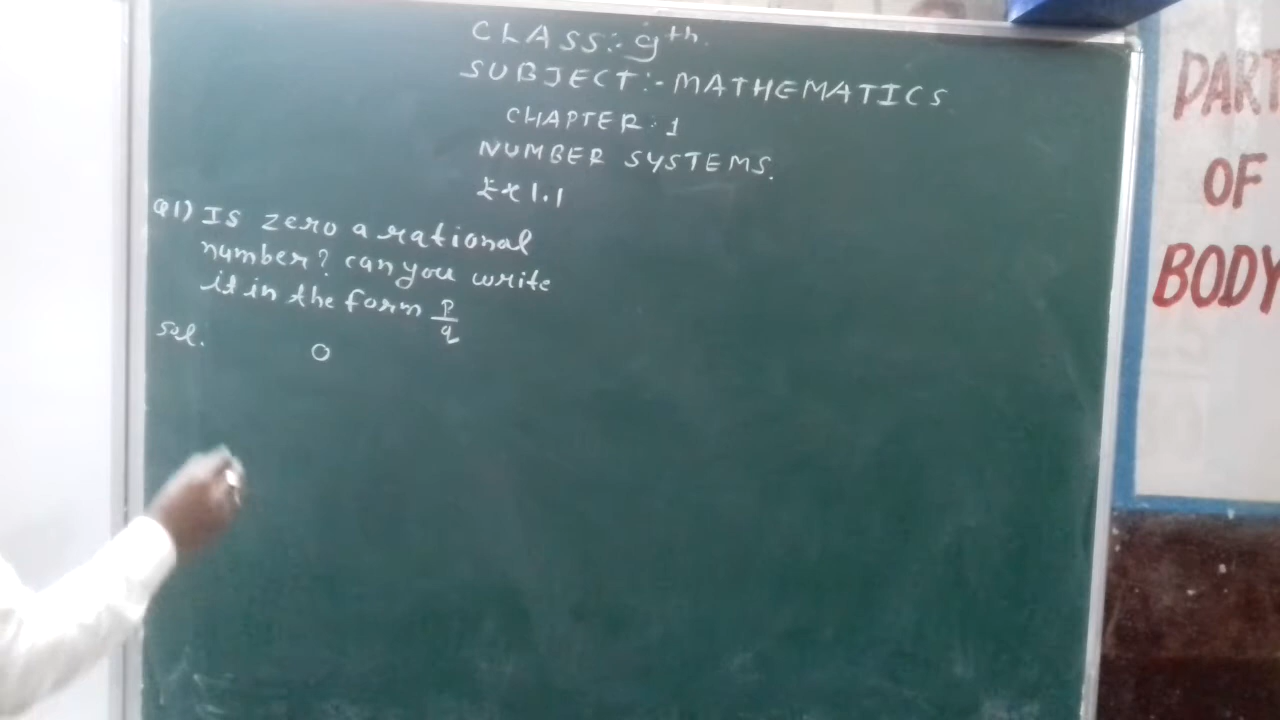 CLASS:- 9th.
SUBJECT:- MATHEMATICS
CHAPTER: 1
NUMBER SYSTEMS.
Ex 1.1
Q1) Is zero a rational
number? can you write
it in the form p/q
Sol. 0
PART
OF
BODY